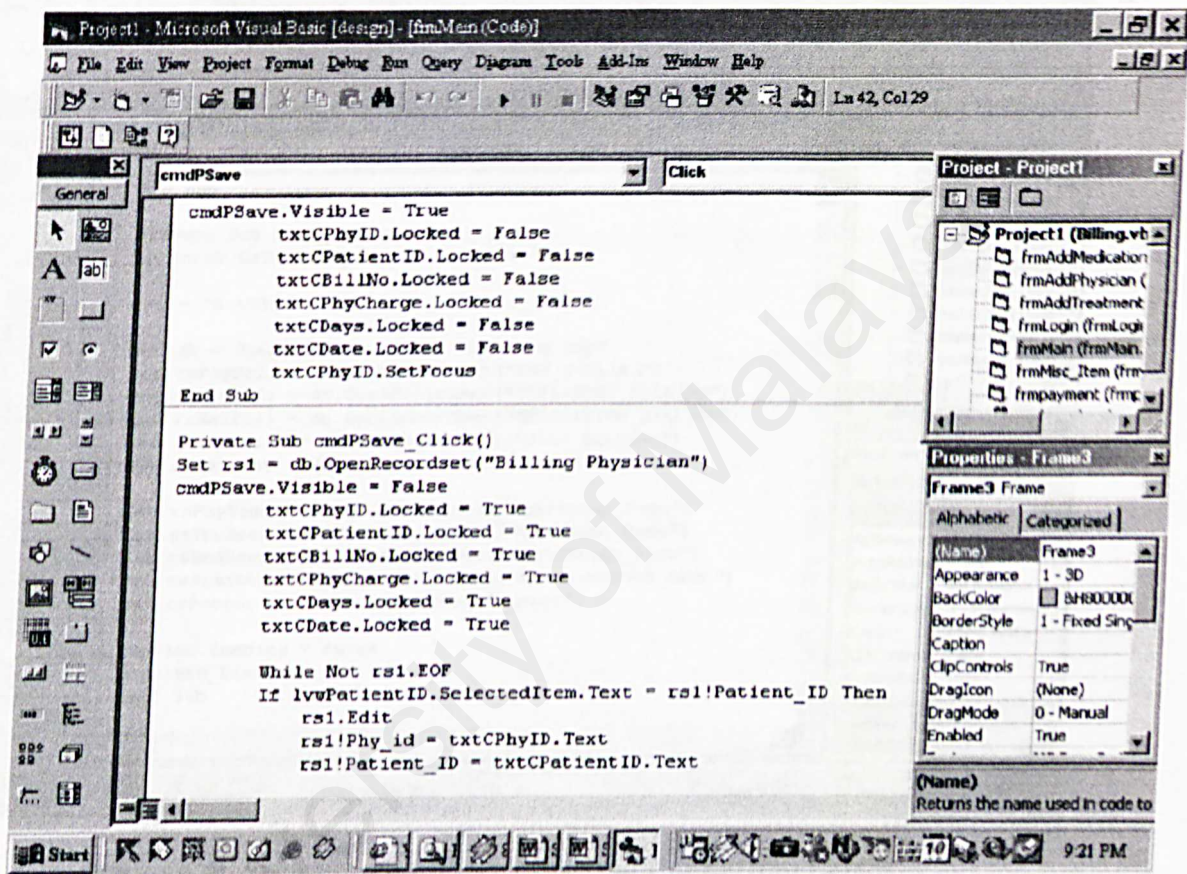 Project1 - Microsoft Visual Basic [design] - [frmMain (Code)]
File Edit View Project Format Debug Run Query Diagram Tools Add-Ins Window Help
Ln 42, Col 29
General
cmdPSave
Click
cmdPSave.Visible = True
txtCPhyID.Locked = False
txtCPatientID.Locked = False
txtCBillNo.Locked = False
txtCPhyCharge.Locked = False
txtCDays.Locked = False
txtCDate.Locked = False
txtCPhyID.SetFocus
End Sub
Private Sub cmdPSave_Click()
Set rs1 = db.OpenRecordset("Billing Physician")
cmdPSave.Visible = False
txtCPhyID.Locked = True
txtCPatientID.Locked = True
txtCBillNo.Locked = True
txtCPhyCharge.Locked = True
txtCDays.Locked = True
txtCDate.Locked = True
While Not rs1.EOF
If lvwPatientID.SelectedItem.Text = rs1!Patient_ID Then
rs1.Edit
rs1!Phy_id = txtCPhyID.Text
rs1!Patient_ID = txtCPatientID.Text
Project - Project1
Project1 (Billing.vb
frmAddMedication
frmAddPhysician (
frmAddTreatment
frmLogin (frmLogi
frmMain (frmMain.
frmMisc_Item (frm
frmpayment (frmp
Properties - Frame3
Frame3 Frame
Alphabetic Categorized
(Name) Frame3
Appearance 1 - 3D
BackColor &H800000
BorderStyle 1 - Fixed Sing
Caption
ClipControls True
DragIcon (None)
DragMode 0 - Manual
Enabled True
(Name)
Returns the name used in code to
Start
9:21 PM
University of Malaya